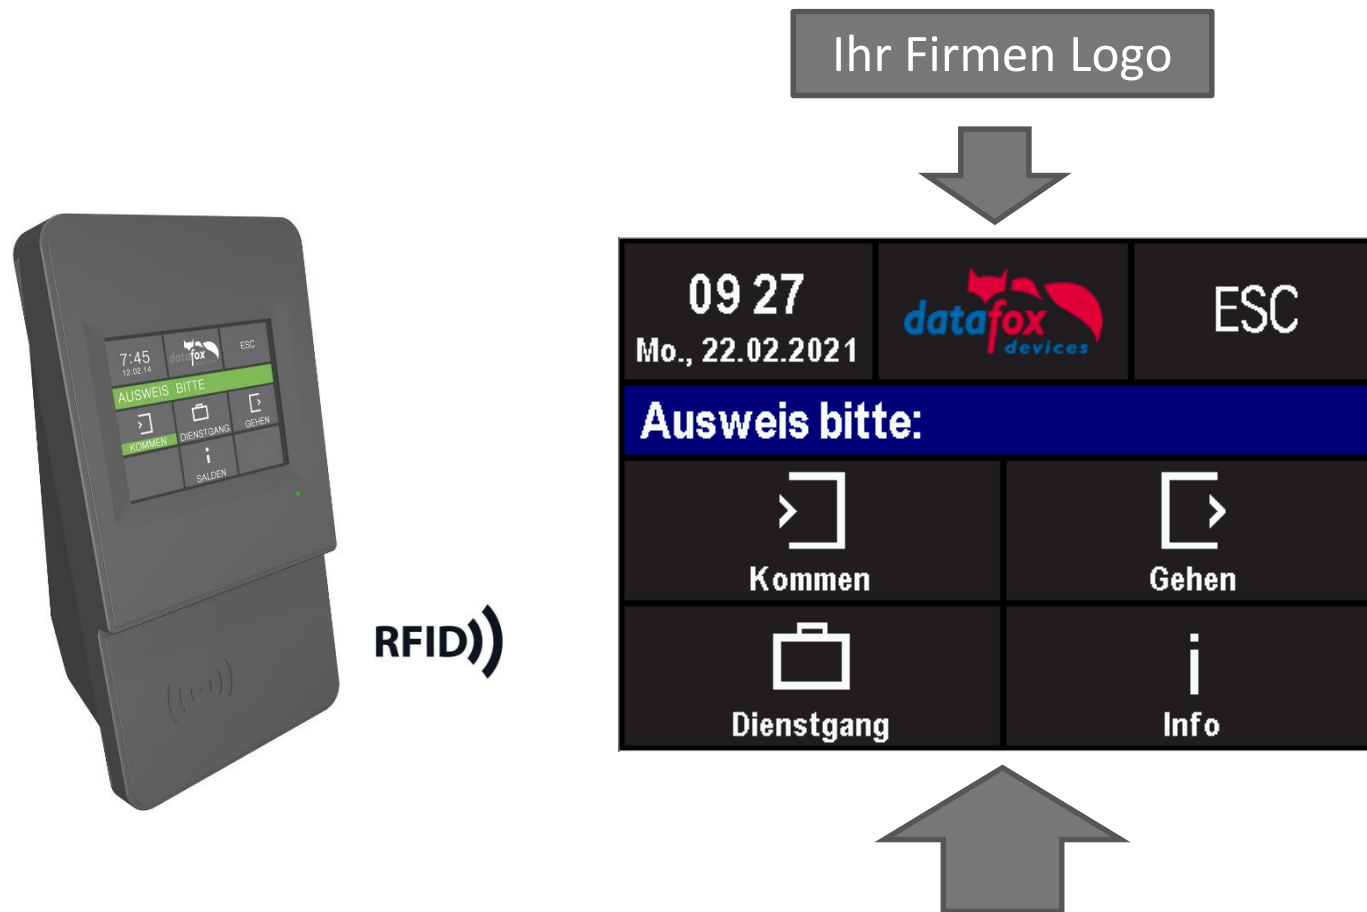 Ihr Firmen Logo
7:45
12.02.14
datafox
ESC
AUSWEIS BITTE
KOMMEN
DIENSTGANG
GEHEN
i
SALDEN
RFID
09 27
Mo., 22.02.2021
datafox
devices
ESC
Ausweis bitte:
Kommen
Gehen
Dienstgang
i
Info